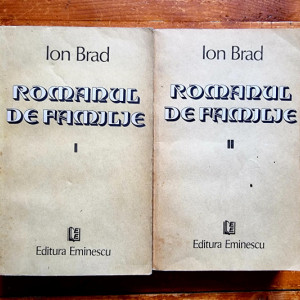 Ion Brad
ROMANUL
DE FAMILIE
I
Editura Eminescu
Ion Brad
ROMANUL
DE FAMILIE
II
Editura Eminescu